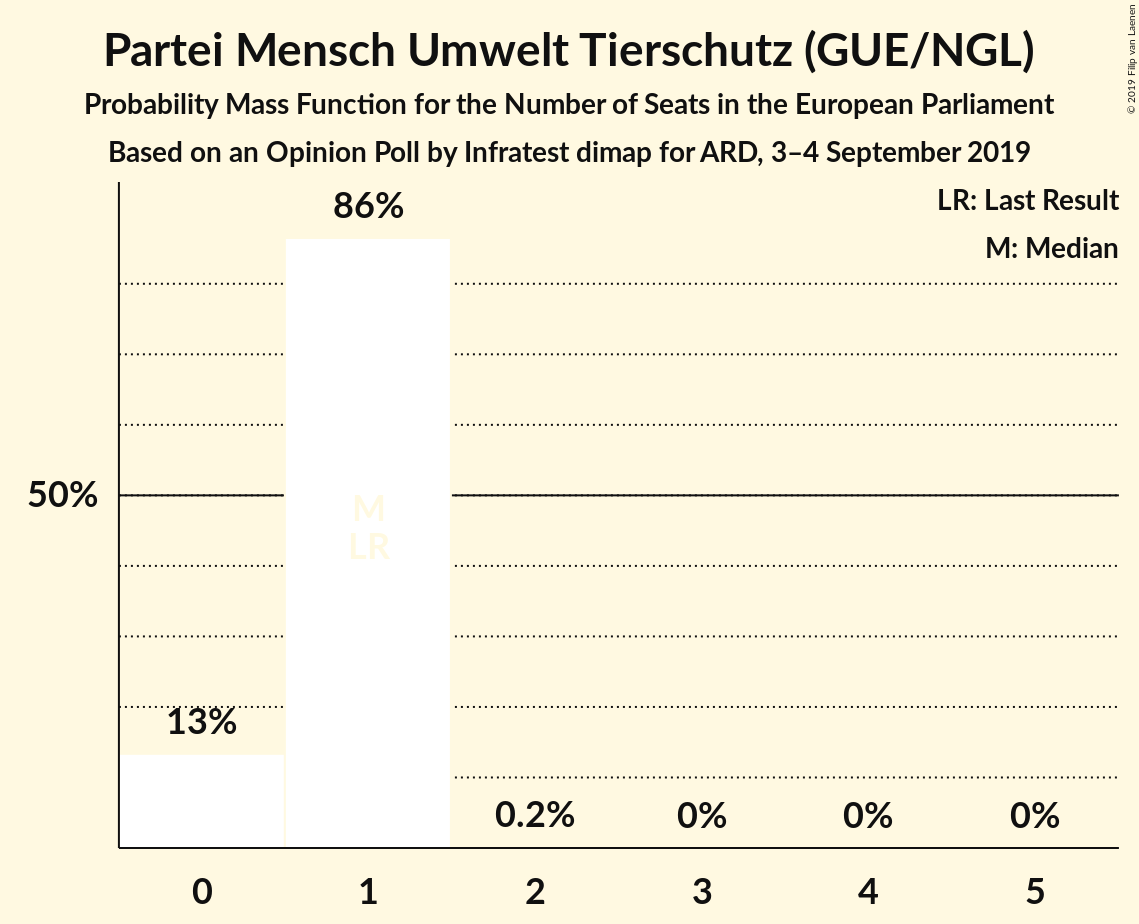 Partei Mensch Umwelt Tierschutz (GUE/NGL)
Probability Mass Function for the Number of Seats in the European Parliament
Based on an Opinion Poll by Infratest dimap for ARD, 3–4 September 2019
© 2019 Filip van Laenen
LR: Last Result
M: Median
86%
50%
M
LR
13%
0.2%
0%
0%
0%
0
1
2
3
4
5